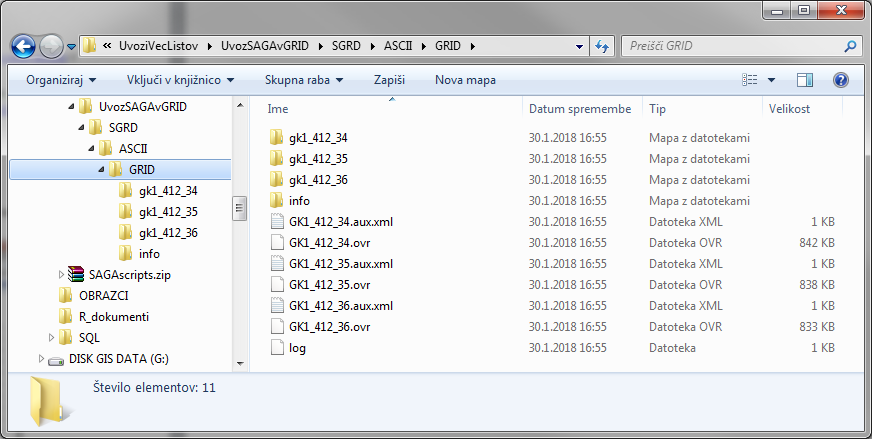 « UvoziVecListov ▸ UvozSAGAvGRID ▸ SGRD ▸ ASCII ▸ GRID ▸
Preišči GRID
Organiziraj Vključi v knjižnico Skupna raba Zapiši Nova mapa
UvozSAGAvGRID
SGRD
ASCII
GRID
gk1_412_34
gk1_412_35
gk1_412_36
info
SAGAscripts.zip
OBRAZCI
R_dokumenti
SQL
DISK GIS DATA (G:)
Ime Datum spremembe Tip Velikost
gk1_412_34 30.1.2018 16:55 Mapa z datotekami
gk1_412_35 30.1.2018 16:55 Mapa z datotekami
gk1_412_36 30.1.2018 16:55 Mapa z datotekami
info 30.1.2018 16:55 Mapa z datotekami
GK1_412_34.aux.xml 30.1.2018 16:55 Datoteka XML 1 KB
GK1_412_34.ovr 30.1.2018 16:55 Datoteka OVR 842 KB
GK1_412_35.aux.xml 30.1.2018 16:55 Datoteka XML 1 KB
GK1_412_35.ovr 30.1.2018 16:55 Datoteka OVR 838 KB
GK1_412_36.aux.xml 30.1.2018 16:55 Datoteka XML 1 KB
GK1_412_36.ovr 30.1.2018 16:55 Datoteka OVR 833 KB
log 30.1.2018 16:55 Datoteka 1 KB
Število elementov: 11